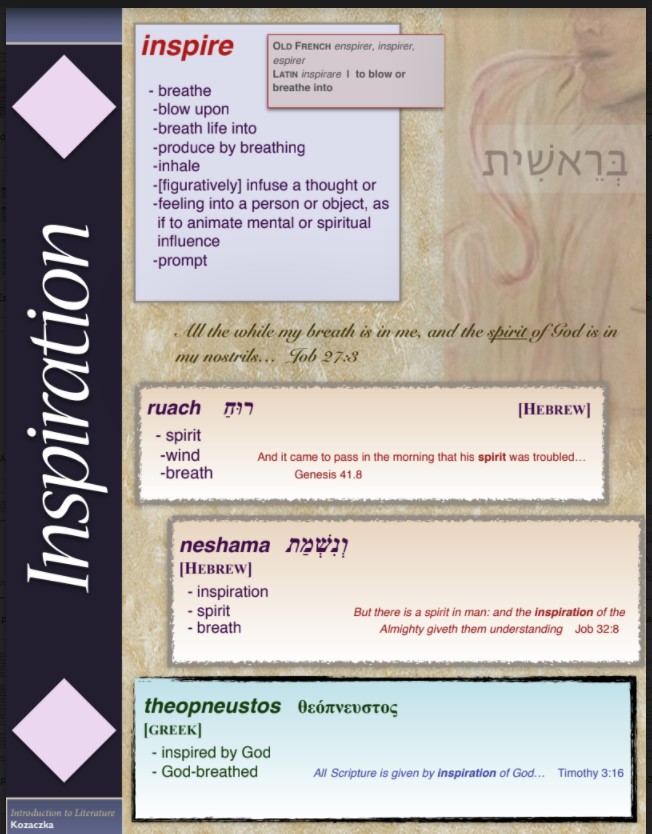 Inspiration
inspire
OLD FRENCH enspirer, inspirer,
espirer
LATIN inspirare | to blow or
breathe into
- breathe
-blow upon
-breath life into
-produce by breathing
-inhale
-[figuratively] infuse a thought or
-feeling into a person or object, as
if to animate mental or spiritual
influence
-prompt
בְּרֵאשִׁית
All the while my breath is in me, and the spirit of God is in
my nostrils... Job 27:3
ruach רוּחַ [HEBREW]
- spirit
-wind
-breath
And it came to pass in the morning that his spirit was troubled...
Genesis 41.8
neshama וְנִשְׁמַת
[HEBREW]
- inspiration
- spirit
- breath
But there is a spirit in man: and the inspiration of the
Almighty giveth them understanding Job 32:8
theopneustos θεόπνευστος
[GREEK]
- inspired by God
- God-breathed
All Scripture is given by inspiration of God... Timothy 3:16
Introduction to Literature
Kozaczka